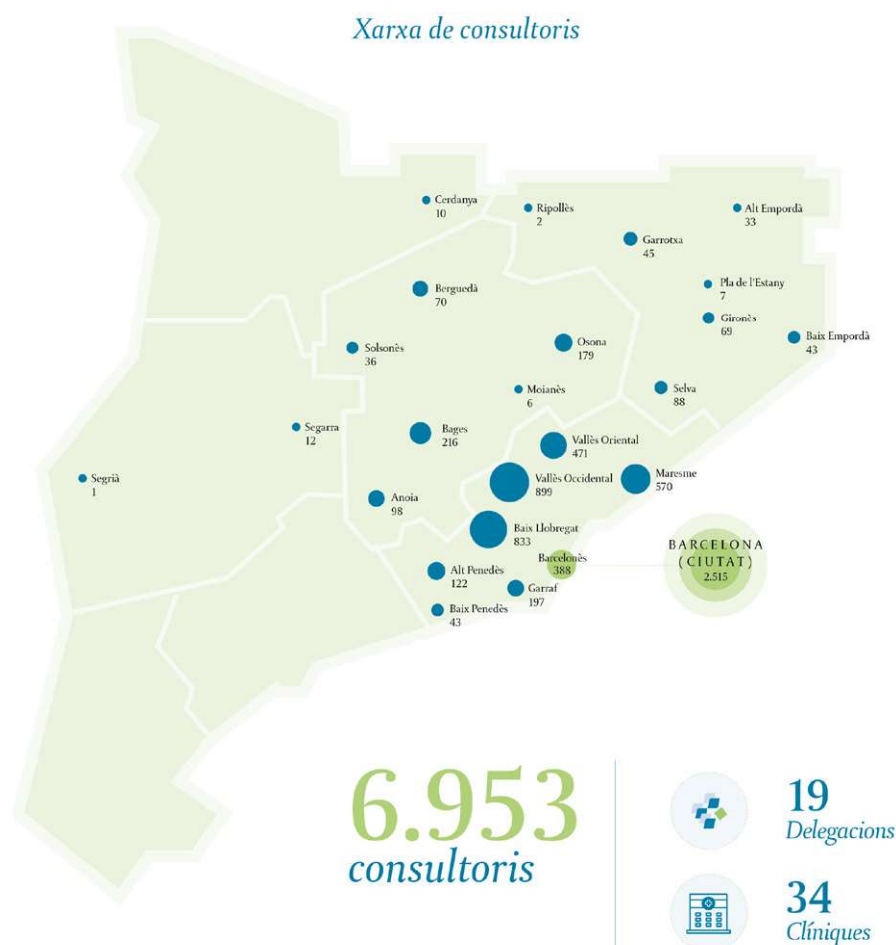 Xarxa de consultoris
Cerdanya
10
Ripollès
2
Alt Empordà
33
Garrotxa
45
Berguedà
70
Pla de l'Estany
7
Gironès
69
Baix Empordà
43
Solsonès
36
Osona
179
Moianès
6
Selva
88
Segarra
12
Bages
216
Vallès Oriental
471
Segrià
1
Vallès Occidental
899
Maresme
570
Anoia
98
Baix Llobregat
833
Barcelonès
388
BARCELONA
(CIUTAT)
2.515
Alt Penedès
122
Garraf
197
Baix Penedès
43
6.953
consultoris
19
Delegacions
34
Clíniques